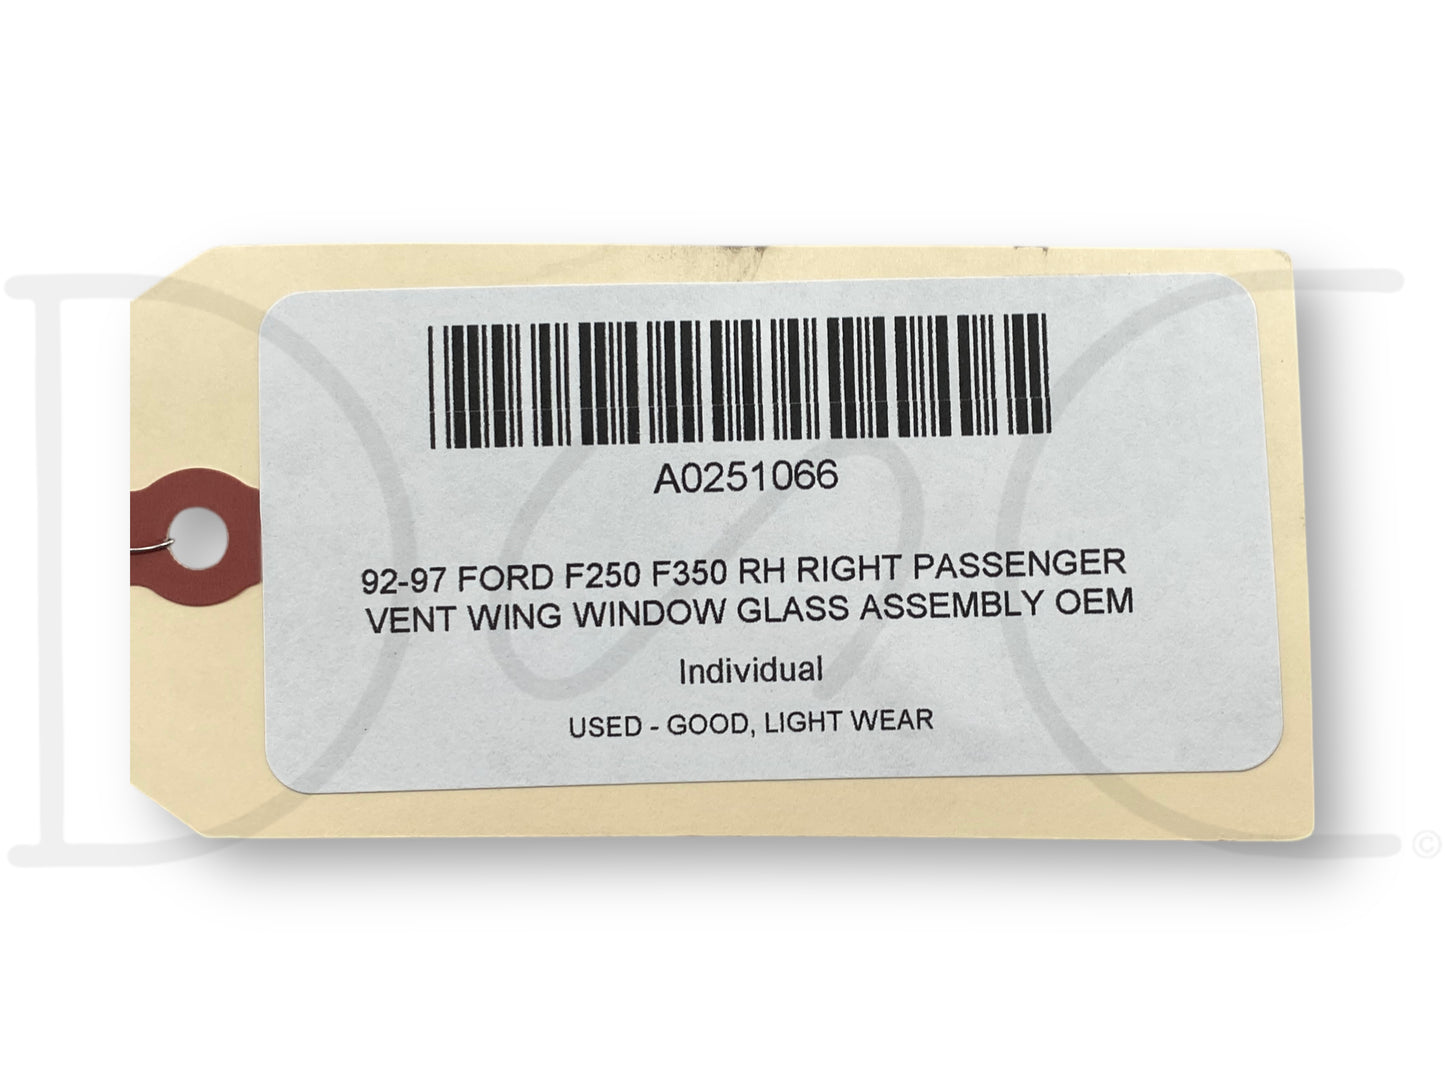 A0251066
92-97 FORD F250 F350 RH RIGHT PASSENGER
VENT WING WINDOW GLASS ASSEMBLY OEM
Individual
USED - GOOD, LIGHT WEAR
©